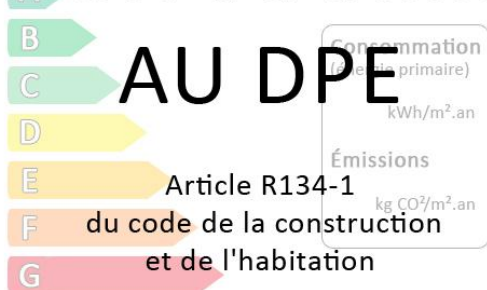 B
Consommation
(énergie primaire)
AU DPE
C
kWh/m².an
D
Émissions
E
Article R134-1
kg CO²/m².an
F
du code de la construction
et de l'habitation
G